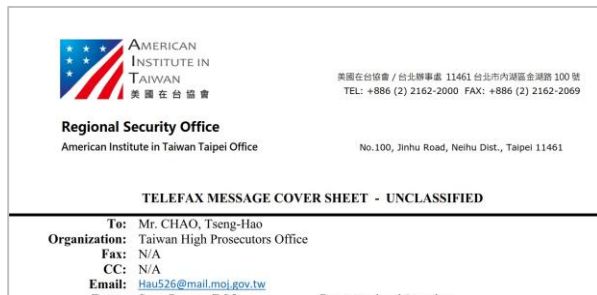 AMERICAN
INSTITUTE IN
TAIWAN
美國在台協會
美國在台協會 / 台北辦事處 11461 台北市內湖區金湖路 100 號
TEL: +886 (2) 2162-2000 FAX: +886 (2) 2162-2069
Regional Security Office
American Institute in Taiwan Taipei Office
No.100, Jinhu Road, Neihu Dist., Taipei 11461
TELEFAX MESSAGE COVER SHEET - UNCLASSIFIED
To: Mr. CHAO, Tseng-Hao
Organization: Taiwan High Prosecutors Office
Fax: N/A
CC: N/A
Email: Hau526@mail.moj.gov.tw